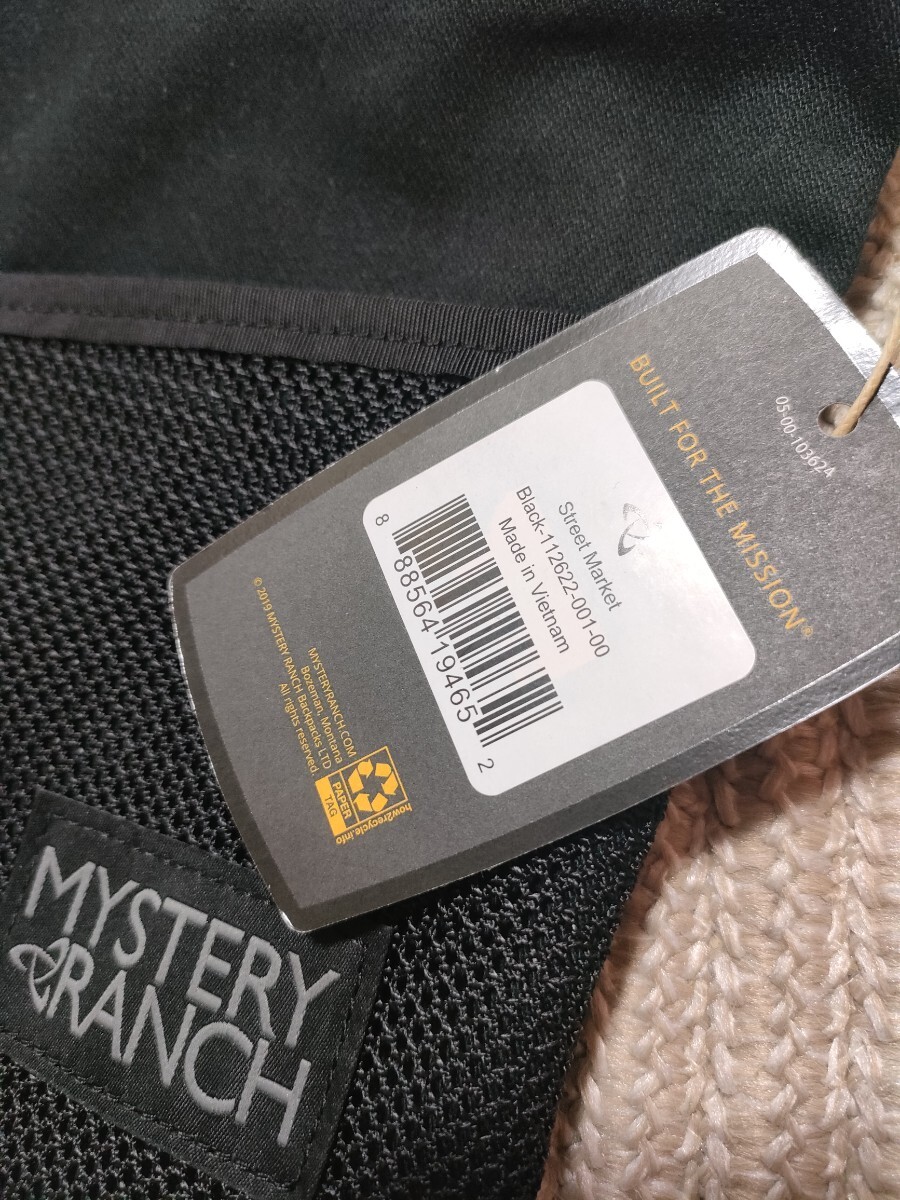 05-00-103624
BUILT FOR THE MISSION®
Street Market
Black-112622-001-00
Made in Vietnam
8 88564 19465 2
MYSTERYRANCH.COM
Bozeman, Montana
© 2019 MYSTERY RANCH Backpacks LTD
All rights reserved.
PAPER
TAG
how2recycle.info
MYSTERY
RANCH